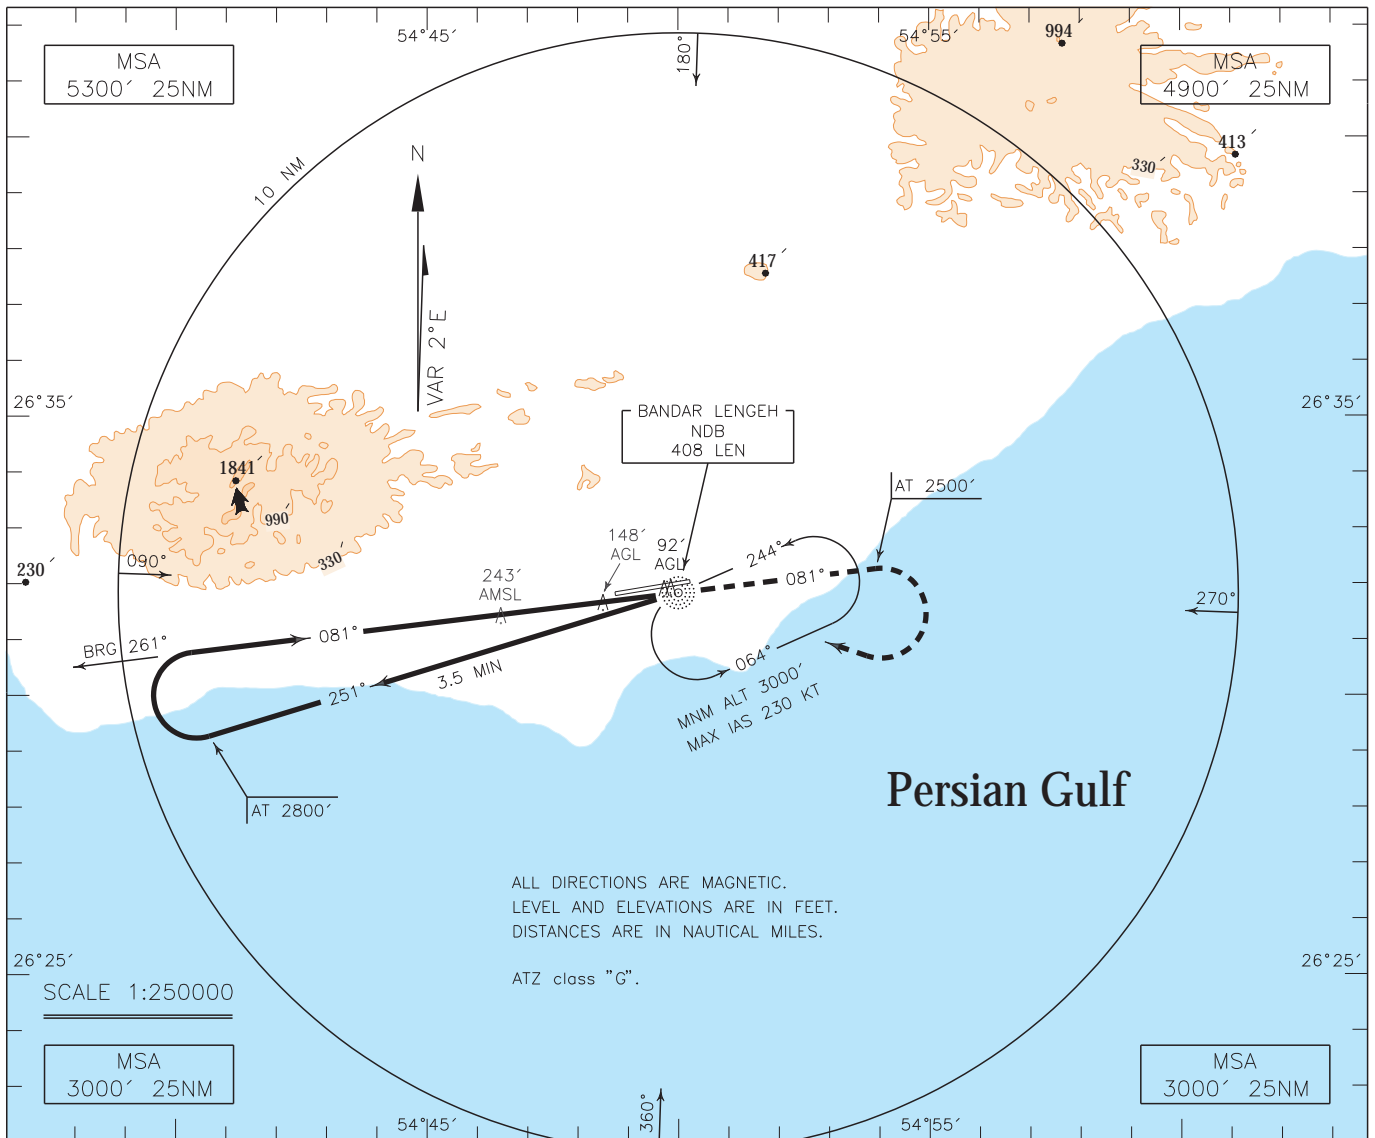 54°45′
54°55′
994′
MSA
5300′ 25NM
180°
MSA
4900′ 25NM
413′
330′
10 NM
N
417′
VAR 2°E
26°35′
26°35′
BANDAR LENGEH
NDB
408 LEN
1841′
990′
330′
AT 2500′
148′
AGL
92′
AGL
244°
090°
230′
243′
AMSL
081°
270°
081°
BRG 261°
064°
3.5 MIN
251°
MNM ALT 3000′
MAX IAS 230 KT
AT 2800′
Persian Gulf
ALL DIRECTIONS ARE MAGNETIC.
LEVEL AND ELEVATIONS ARE IN FEET.
DISTANCES ARE IN NAUTICAL MILES.
ATZ class "G".
26°25′
26°25′
SCALE 1:250000
MSA
3000′ 25NM
MSA
3000′ 25NM
360°
54°45′
54°55′